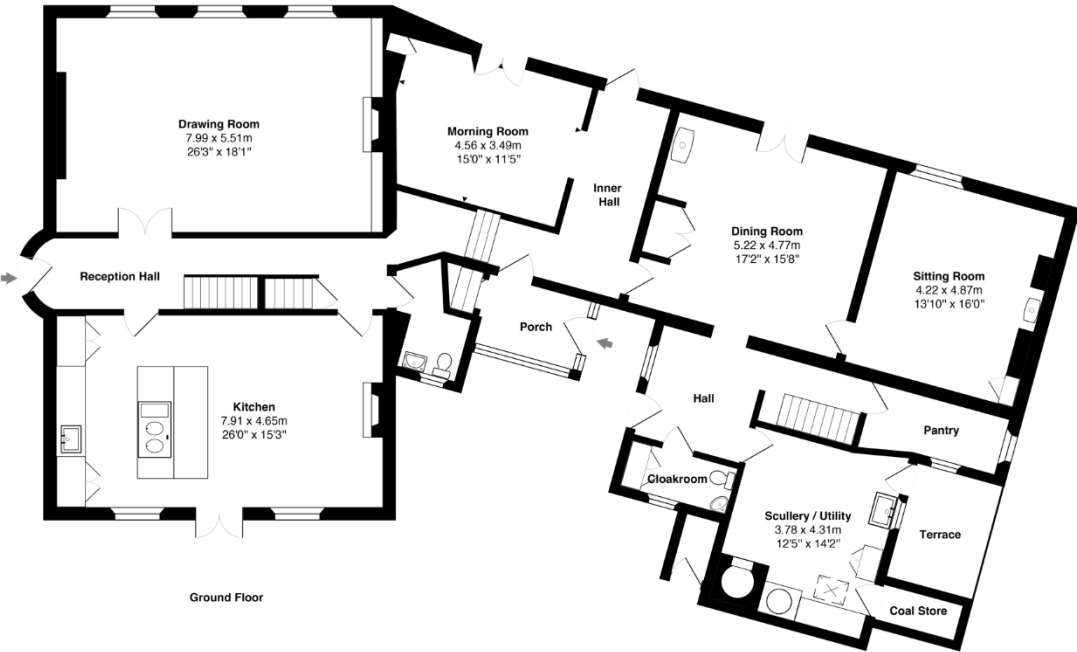 Drawing Room
7.99 x 5.51m
26'3" x 18'1"
Morning Room
4.56 x 3.49m
15'0" x 11'5"
Inner
Hall
Dining Room
5.22 x 4.77m
17'2" x 15'8"
Sitting Room
4.22 x 4.87m
13'10" x 16'0"
Reception Hall
Porch
Kitchen
7.91 x 4.65m
26'0" x 15'3"
Hall
Pantry
Cloakroom
Scullery / Utility
3.78 x 4.31m
12'5" x 14'2"
Terrace
Coal Store
Ground Floor